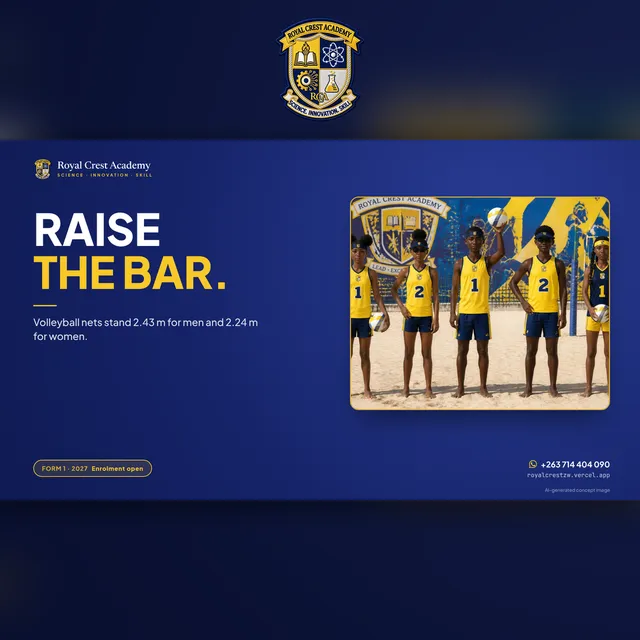 ROYAL CREST ACADEMY
RCA
SCIENCE, INNOVATION, SKILL
Royal Crest Academy
SCIENCE · INNOVATION · SKILL
RAISE
THE BAR.
Volleyball nets stand 2.43 m for men and 2.24 m
for women.
ROYAL CREST ACADEMY
1
2
1
2
1
FORM 1 · 2027 Enrolment open
+263 714 404 090
royalcrestzw.vercel.app
AI-generated concept image